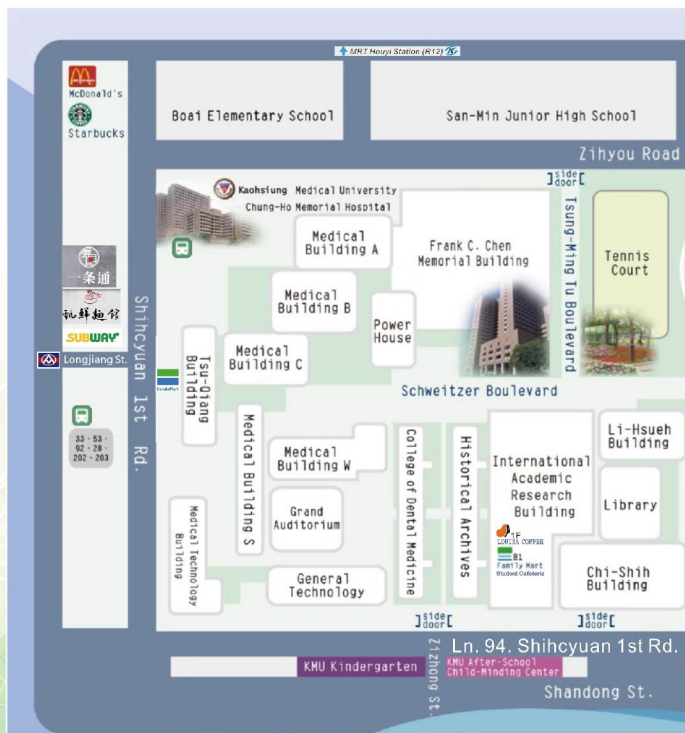 MRT Houyi Station (R12)
McDonald's
Starbucks
Boai Elementary School
San-Min Junior High School
Zihyou Road
side
door
Kaohsiung Medical University
Chung-Ho Memorial Hospital
Medical
Building A
Frank C. Chen
Memorial Building
Tsung-Ming Tu Boulevard
Tennis
Court
一条通
SUBWAY
Longjiang St.
Shihcyuan 1st Rd.
Medical
Building B
Power
House
Medical
Building C
Tsu-Qiang
Building
FamilyMart
Schweitzer Boulevard
33、53、
92、28、
202、203
Medical Building S
Medical
Building W
College of Dental Medicine
Historical Archives
International
Academic
Research
Building
Li-Hsueh
Building
Library
Grand
Auditorium
Medical Technology
Building
General
Technology
1F
LOUISA COFFEE
B1
Family Mart
Student Cafeteria
Chi-Shih
Building
side
door
side
door
Ln. 94. Shihcyuan 1st Rd.
KMU Kindergarten
Zizhong St.
KMU After-School
Child-Minding Center
Shandong St.